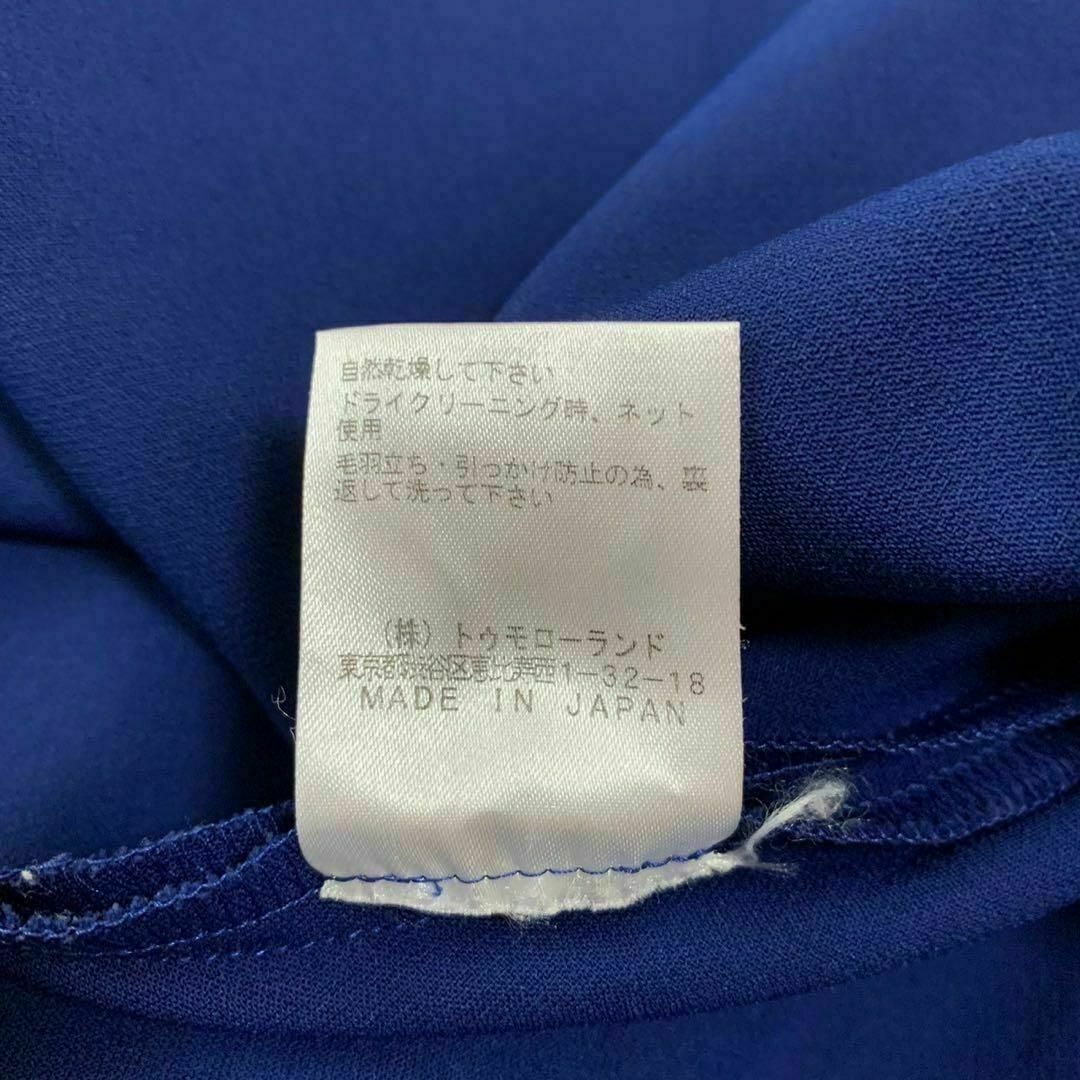 自然乾燥して下さい
ドライクリーニング時、ネット
使用
毛羽立ち・引っかけ防止の為、裏
返して洗って下さい
(株)トゥモローランド
東京都渋谷区恵比寿西1-32-18
MADE IN JAPAN